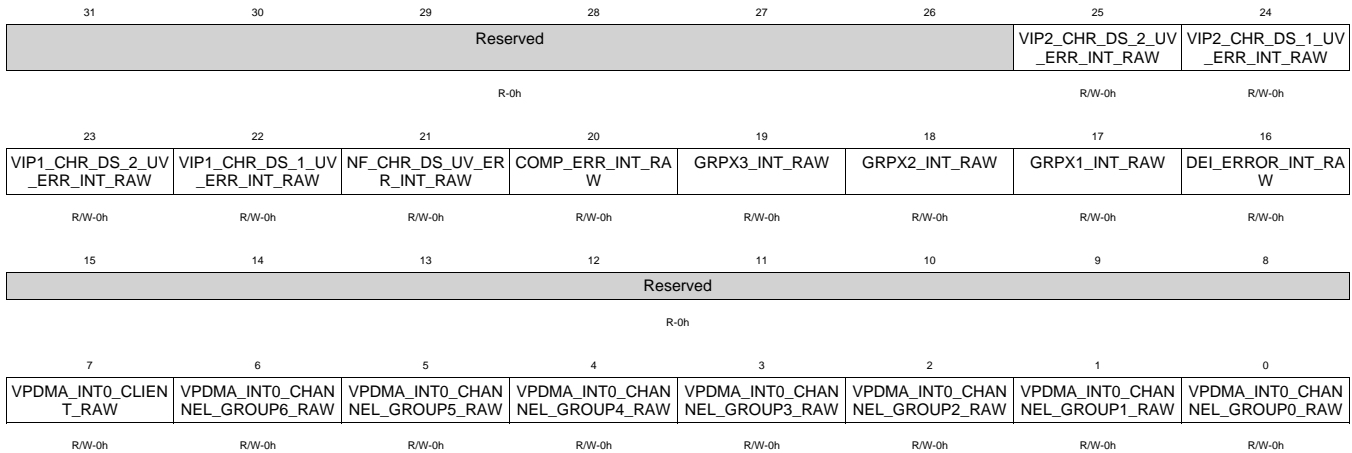 31 30 29 28 27 26 25 24
Reserved VIP2_CHR_DS_2_UV VIP2_CHR_DS_1_UV
_ERR_INT_RAW _ERR_INT_RAW
R-0h R/W-0h R/W-0h
23 22 21 20 19 18 17 16
VIP1_CHR_DS_2_UV VIP1_CHR_DS_1_UV NF_CHR_DS_UV_ER COMP_ERR_INT_RA GRPX3_INT_RAW GRPX2_INT_RAW GRPX1_INT_RAW DEI_ERROR_INT_RA
_ERR_INT_RAW _ERR_INT_RAW R_INT_RAW W W
R/W-0h R/W-0h R/W-0h R/W-0h R/W-0h R/W-0h R/W-0h R/W-0h
15 14 13 12 11 10 9 8
Reserved
R-0h
7 6 5 4 3 2 1 0
VPDMA_INT0_CLIEN VPDMA_INT0_CHAN VPDMA_INT0_CHAN VPDMA_INT0_CHAN VPDMA_INT0_CHAN VPDMA_INT0_CHAN VPDMA_INT0_CHAN VPDMA_INT0_CHAN
T_RAW NEL_GROUP6_RAW NEL_GROUP5_RAW NEL_GROUP4_RAW NEL_GROUP3_RAW NEL_GROUP2_RAW NEL_GROUP1_RAW NEL_GROUP0_RAW
R/W-0h R/W-0h R/W-0h R/W-0h R/W-0h R/W-0h R/W-0h R/W-0h